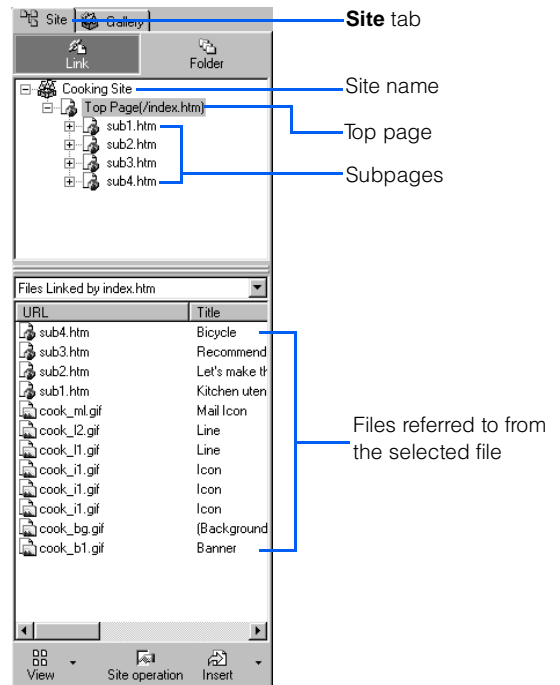 Site Gallery Site tab
Link Folder
Cooking Site Site name
Top Page(/index.htm) Top page
sub1.htm
sub2.htm
sub3.htm
sub4.htm
Subpages
Files Linked by index.htm
URL Title
sub4.htm Bicycle
sub3.htm Recommend
sub2.htm Let's make th
sub1.htm Kitchen uten
cook_ml.gif Mail Icon
cook_l2.gif Line
cook_l1.gif Line
cook_i1.gif Icon
cook_i1.gif Icon
cook_i1.gif Icon
cook_bg.gif (Background
cook_b1.gif Banner
Files referred to from
the selected file
View Site operation Insert